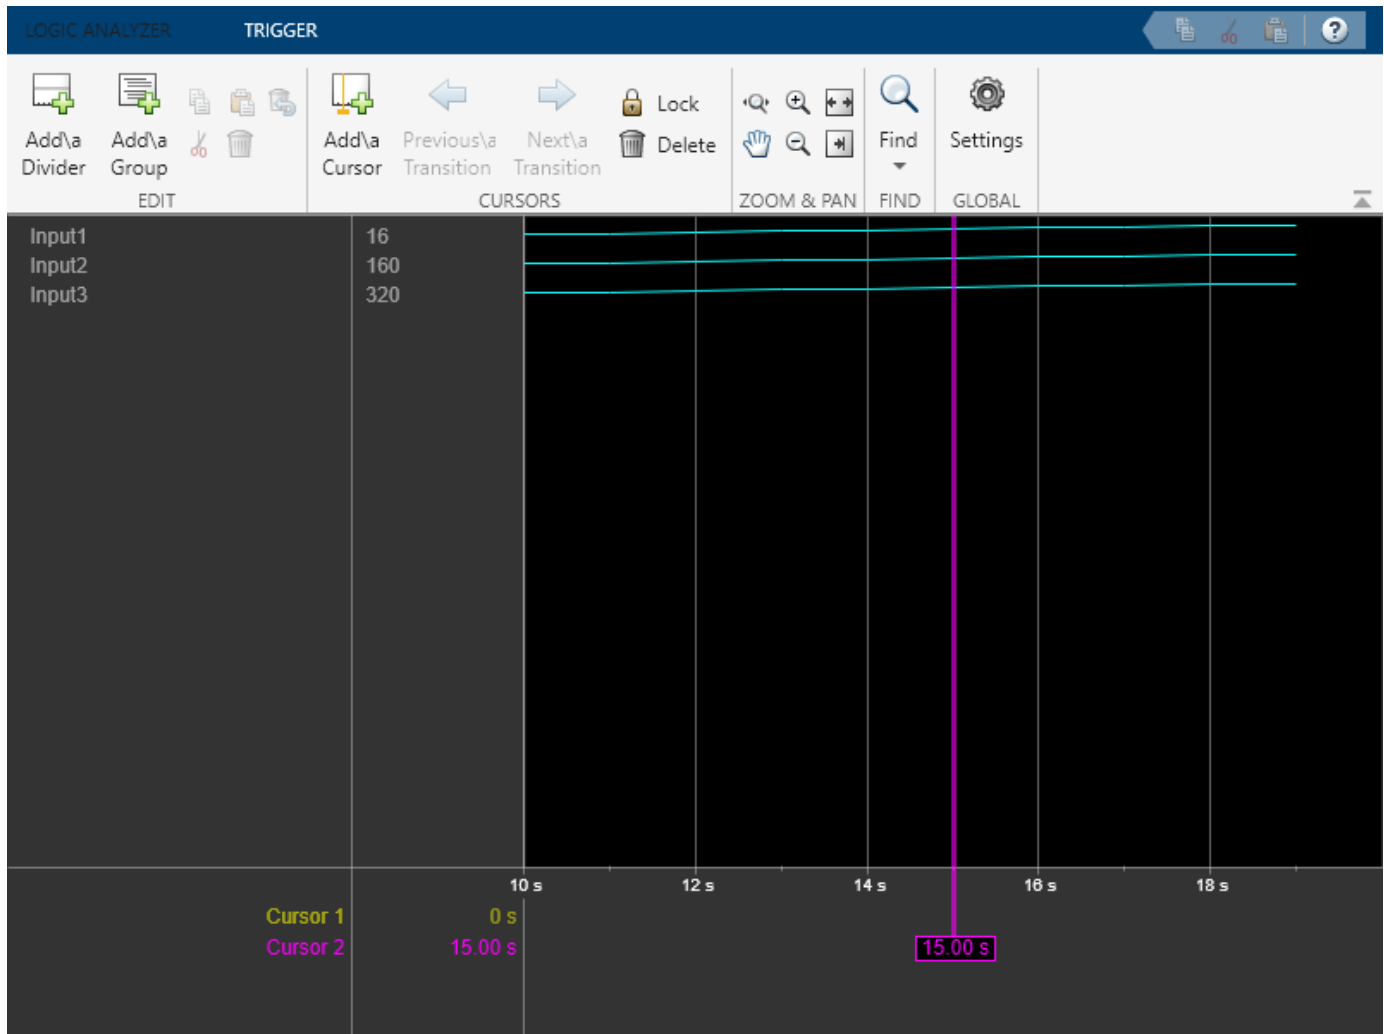 LOGIC ANALYZER TRIGGER
Add\a Divider
Add\a Group
Add\a Cursor
Previous\a Transition
Next\a Transition
Lock
Delete
Find
Settings
EDIT CURSORS ZOOM & PAN FIND GLOBAL
Input1 16
Input2 160
Input3 320
10 s 12 s 14 s 16 s 18 s
Cursor 1 0 s
Cursor 2 15.00 s 15.00 s